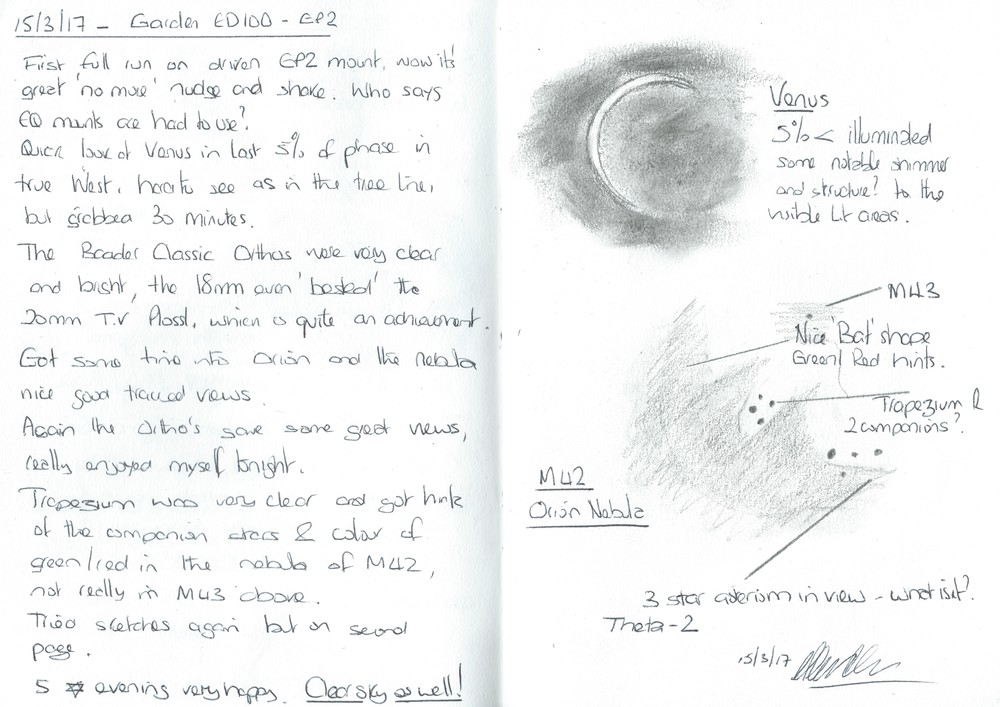 15/3/17 - Garden ED100 - EP2
First full run on driven EP2 mount, now it's
great 'no more' nudge and shake. Who says
EQ mounts are had to use?
Quick look at Venus in last 5% of phase in
true West, hard to see as in the tree line,
but grabbed 30 minutes.
The Baader Classic Orthos were very clear
and bright, the 18mm even 'bested' the
20mm T.V Plossl, which is quite an achievement.
Got some time into Orion and the nebula
nice good tracked views.
Again the Ortho's gave some great views,
really enjoyed myself tonight.
Trapezium was very clear and got hint
of the companion stars & color of
green/red in the nebula of M42,
not really in M43 above.
Tried sketches again but on second
page.
5 ☆ evening very happy. Clear sky as well!
Venus
5% < illuminated
some notable shimmer
and structure? to the
visible Lit areas.
M43
Nice 'Bat' shape
Green/Red hints.
Trapezium &
2 companions?
M42
Orion Nebula
3 star asterism in view - what is it?
Theta-2
15/3/17